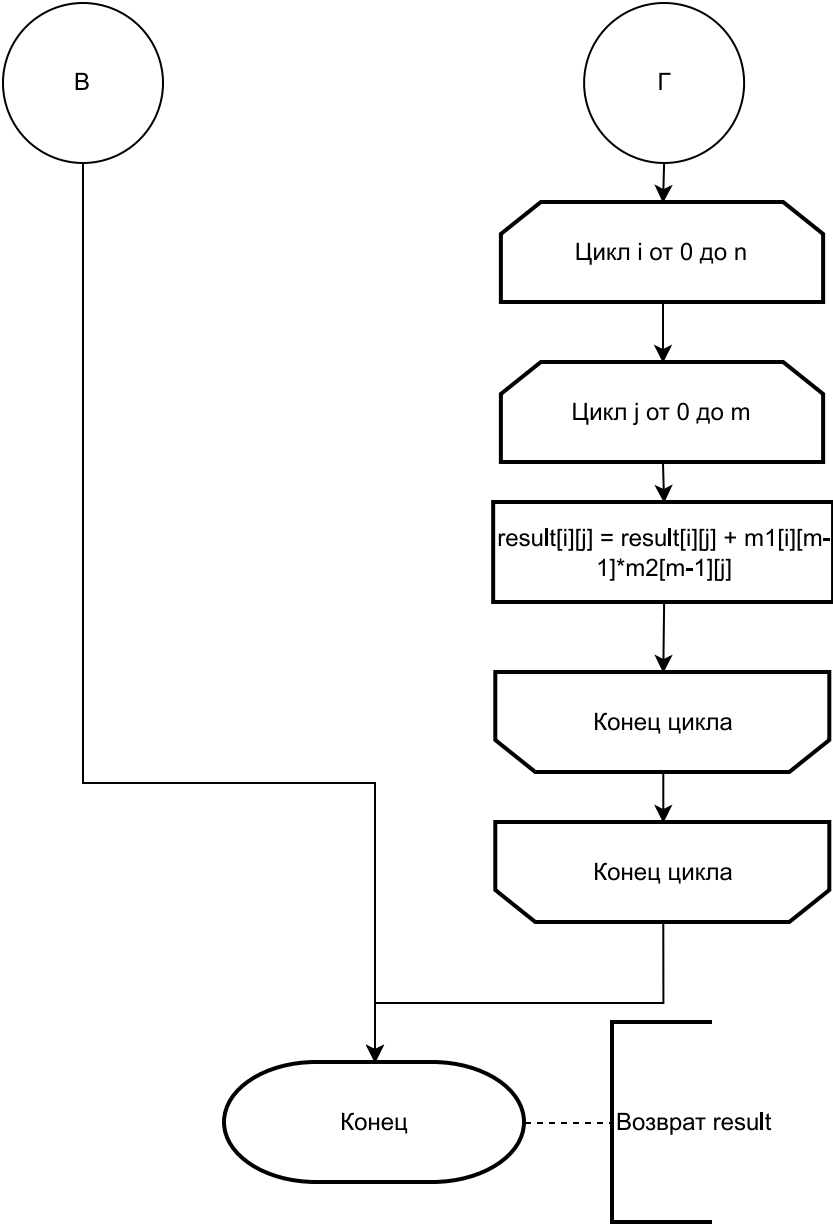 В
Г
Цикл i от 0 до n
Цикл j от 0 до m
result[i][j] = result[i][j] + m1[i][m-
1]*m2[m-1][j]
Конец цикла
Конец цикла
Конец
Возврат result